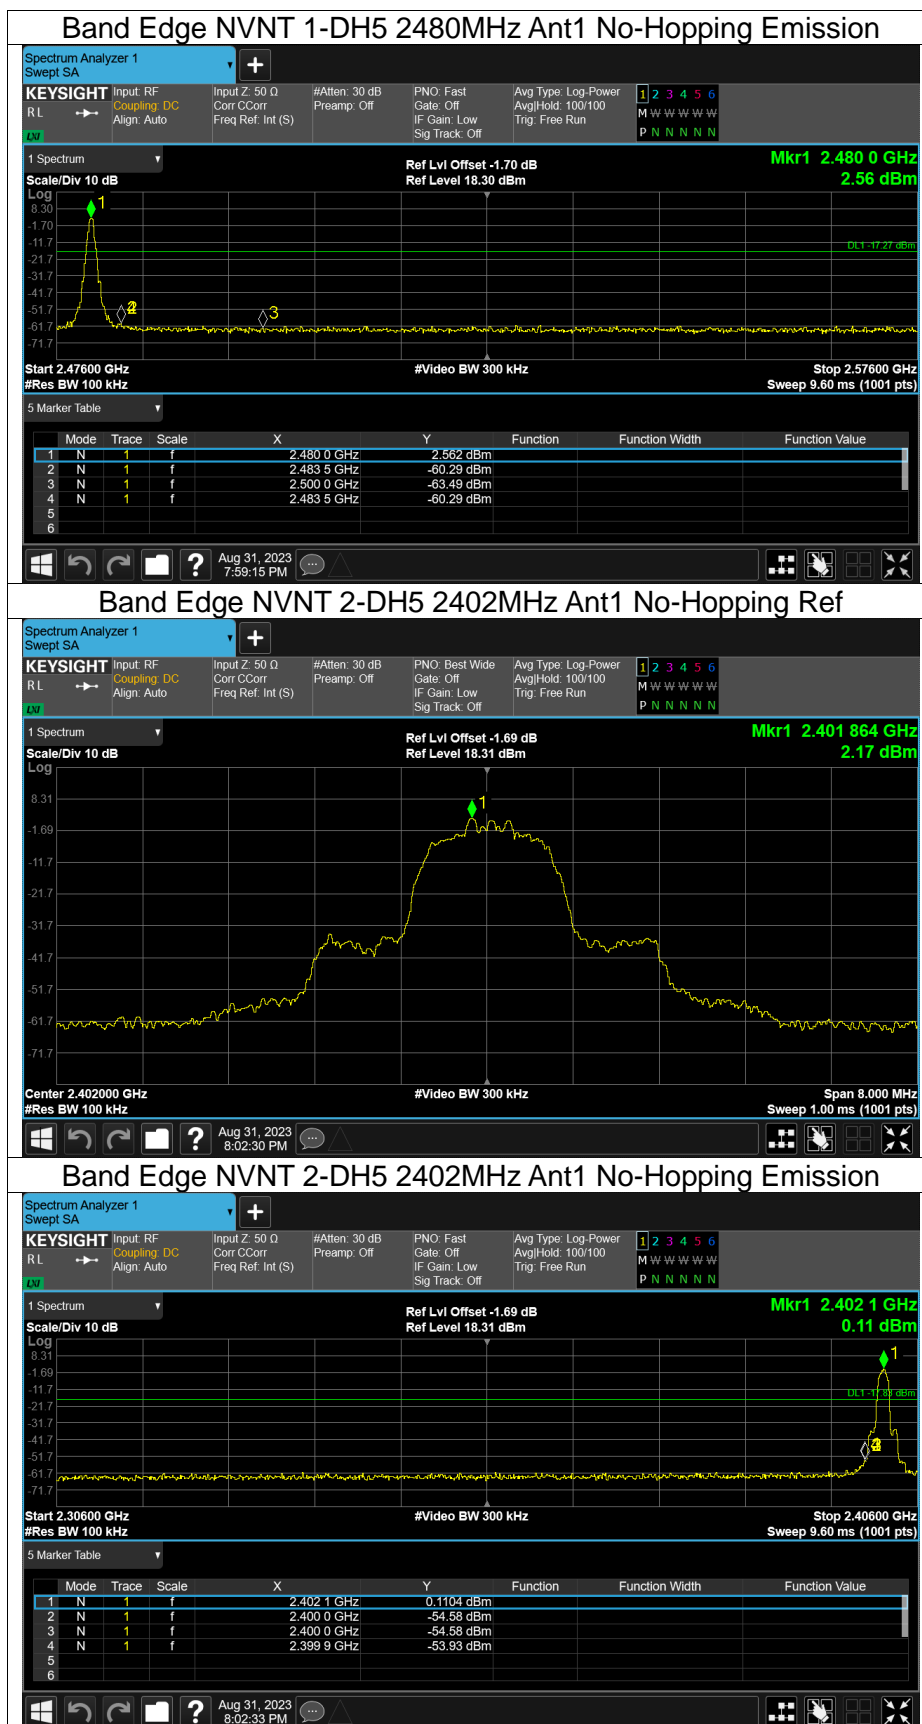 Band Edge NVNT 1-DH5 2480MHz Ant1 No-Hopping Emission
Spectrum Analyzer 1
Swept SA
+
KEYSIGHT Input: RF Input Z: 50 Ω #Atten: 30 dB PNO: Fast Avg Type: Log-Power 1 2 3 4 5 6
R L Coupling: DC Corr CCorr Preamp: Off Gate: Off Avg|Hold: 100/100 M W W W W W
Align: Auto Freq Ref: Int (S) IF Gain: Low Trig: Free Run
LXI Sig Track: Off P N N N N N
1 Spectrum Ref Lvl Offset -1.70 dB Mkr1 2.480 0 GHz
Scale/Div 10 dB Ref Level 18.30 dBm 2.56 dBm
Log
8.30 1
-1.70
-11.7 DL1 -17.27 dBm
-21.7
-31.7
-41.7
-51.7 3
-61.7
-71.7
Start 2.47600 GHz #Video BW 300 kHz Stop 2.57600 GHz
#Res BW 100 kHz Sweep 9.60 ms (1001 pts)
5 Marker Table
Mode Trace Scale X Y Function Function Width Function Value
1 N 1 f 2.480 0 GHz 2.562 dBm
2 N 1 f 2.483 5 GHz -60.29 dBm
3 N 1 f 2.500 0 GHz -63.49 dBm
4 N 1 f 2.483 5 GHz -60.29 dBm
5
6
? Aug 31, 2023
7:59:15 PM
Band Edge NVNT 2-DH5 2402MHz Ant1 No-Hopping Ref
Spectrum Analyzer 1
Swept SA
+
KEYSIGHT Input: RF Input Z: 50 Ω #Atten: 30 dB PNO: Best Wide Avg Type: Log-Power 1 2 3 4 5 6
R L Coupling: DC Corr CCorr Preamp: Off Gate: Off Avg|Hold: 100/100 M W W W W W
Align: Auto Freq Ref: Int (S) IF Gain: Low Trig: Free Run
LXI Sig Track: Off P N N N N N
1 Spectrum Ref Lvl Offset -1.69 dB Mkr1 2.401 864 GHz
Scale/Div 10 dB Ref Level 18.31 dBm 2.17 dBm
Log
8.31 1
-1.69
-11.7
-21.7
-31.7
-41.7
-51.7
-61.7
-71.7
Center 2.402000 GHz #Video BW 300 kHz Span 8.000 MHz
#Res BW 100 kHz Sweep 1.00 ms (1001 pts)
? Aug 31, 2023
8:02:30 PM
Band Edge NVNT 2-DH5 2402MHz Ant1 No-Hopping Emission
Spectrum Analyzer 1
Swept SA
+
KEYSIGHT Input: RF Input Z: 50 Ω #Atten: 30 dB PNO: Fast Avg Type: Log-Power 1 2 3 4 5 6
R L Coupling: DC Corr CCorr Preamp: Off Gate: Off Avg|Hold: 100/100 M W W W W W
Align: Auto Freq Ref: Int (S) IF Gain: Low Trig: Free Run
LXI Sig Track: Off P N N N N N
1 Spectrum Ref Lvl Offset -1.69 dB Mkr1 2.402 1 GHz
Scale/Div 10 dB Ref Level 18.31 dBm 0.11 dBm
Log
8.31 1
-1.69
-11.7 DL1 -17.83 dBm
-21.7
-31.7
-41.7
-51.7
-61.7
-71.7
Start 2.30600 GHz #Video BW 300 kHz Stop 2.40600 GHz
#Res BW 100 kHz Sweep 9.60 ms (1001 pts)
5 Marker Table
Mode Trace Scale X Y Function Function Width Function Value
1 N 1 f 2.402 1 GHz 0.1104 dBm
2 N 1 f 2.400 0 GHz -54.58 dBm
3 N 1 f 2.400 0 GHz -54.58 dBm
4 N 1 f 2.399 9 GHz -53.93 dBm
5
6
? Aug 31, 2023
8:02:33 PM